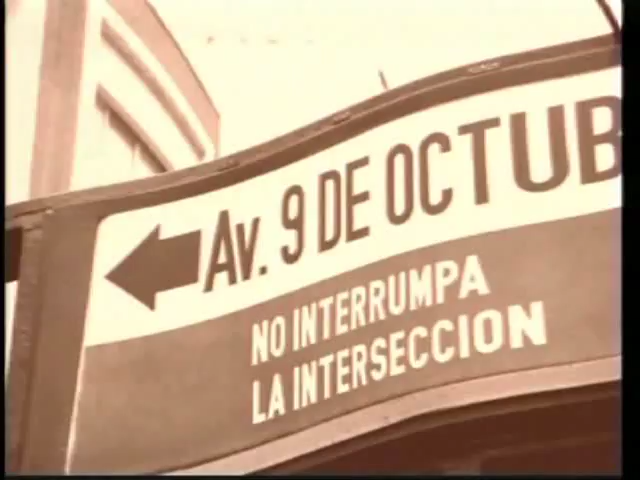 Av. 9 DE OCTUB
NO INTERRUMPA
LA INTERSECCION